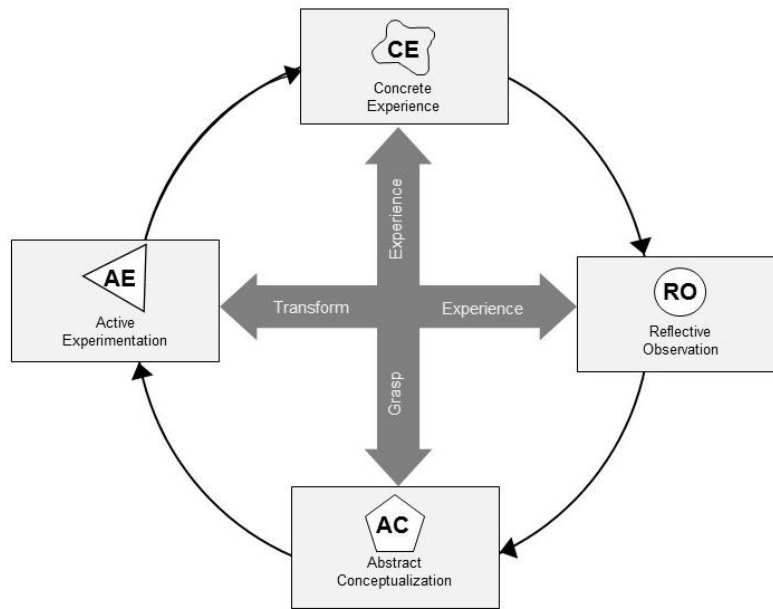 CE
Concrete
Experience
Experience
AE
Active
Experimentation
Transform
Experience
RO
Reflective
Observation
Grasp
AC
Abstract
Conceptualization